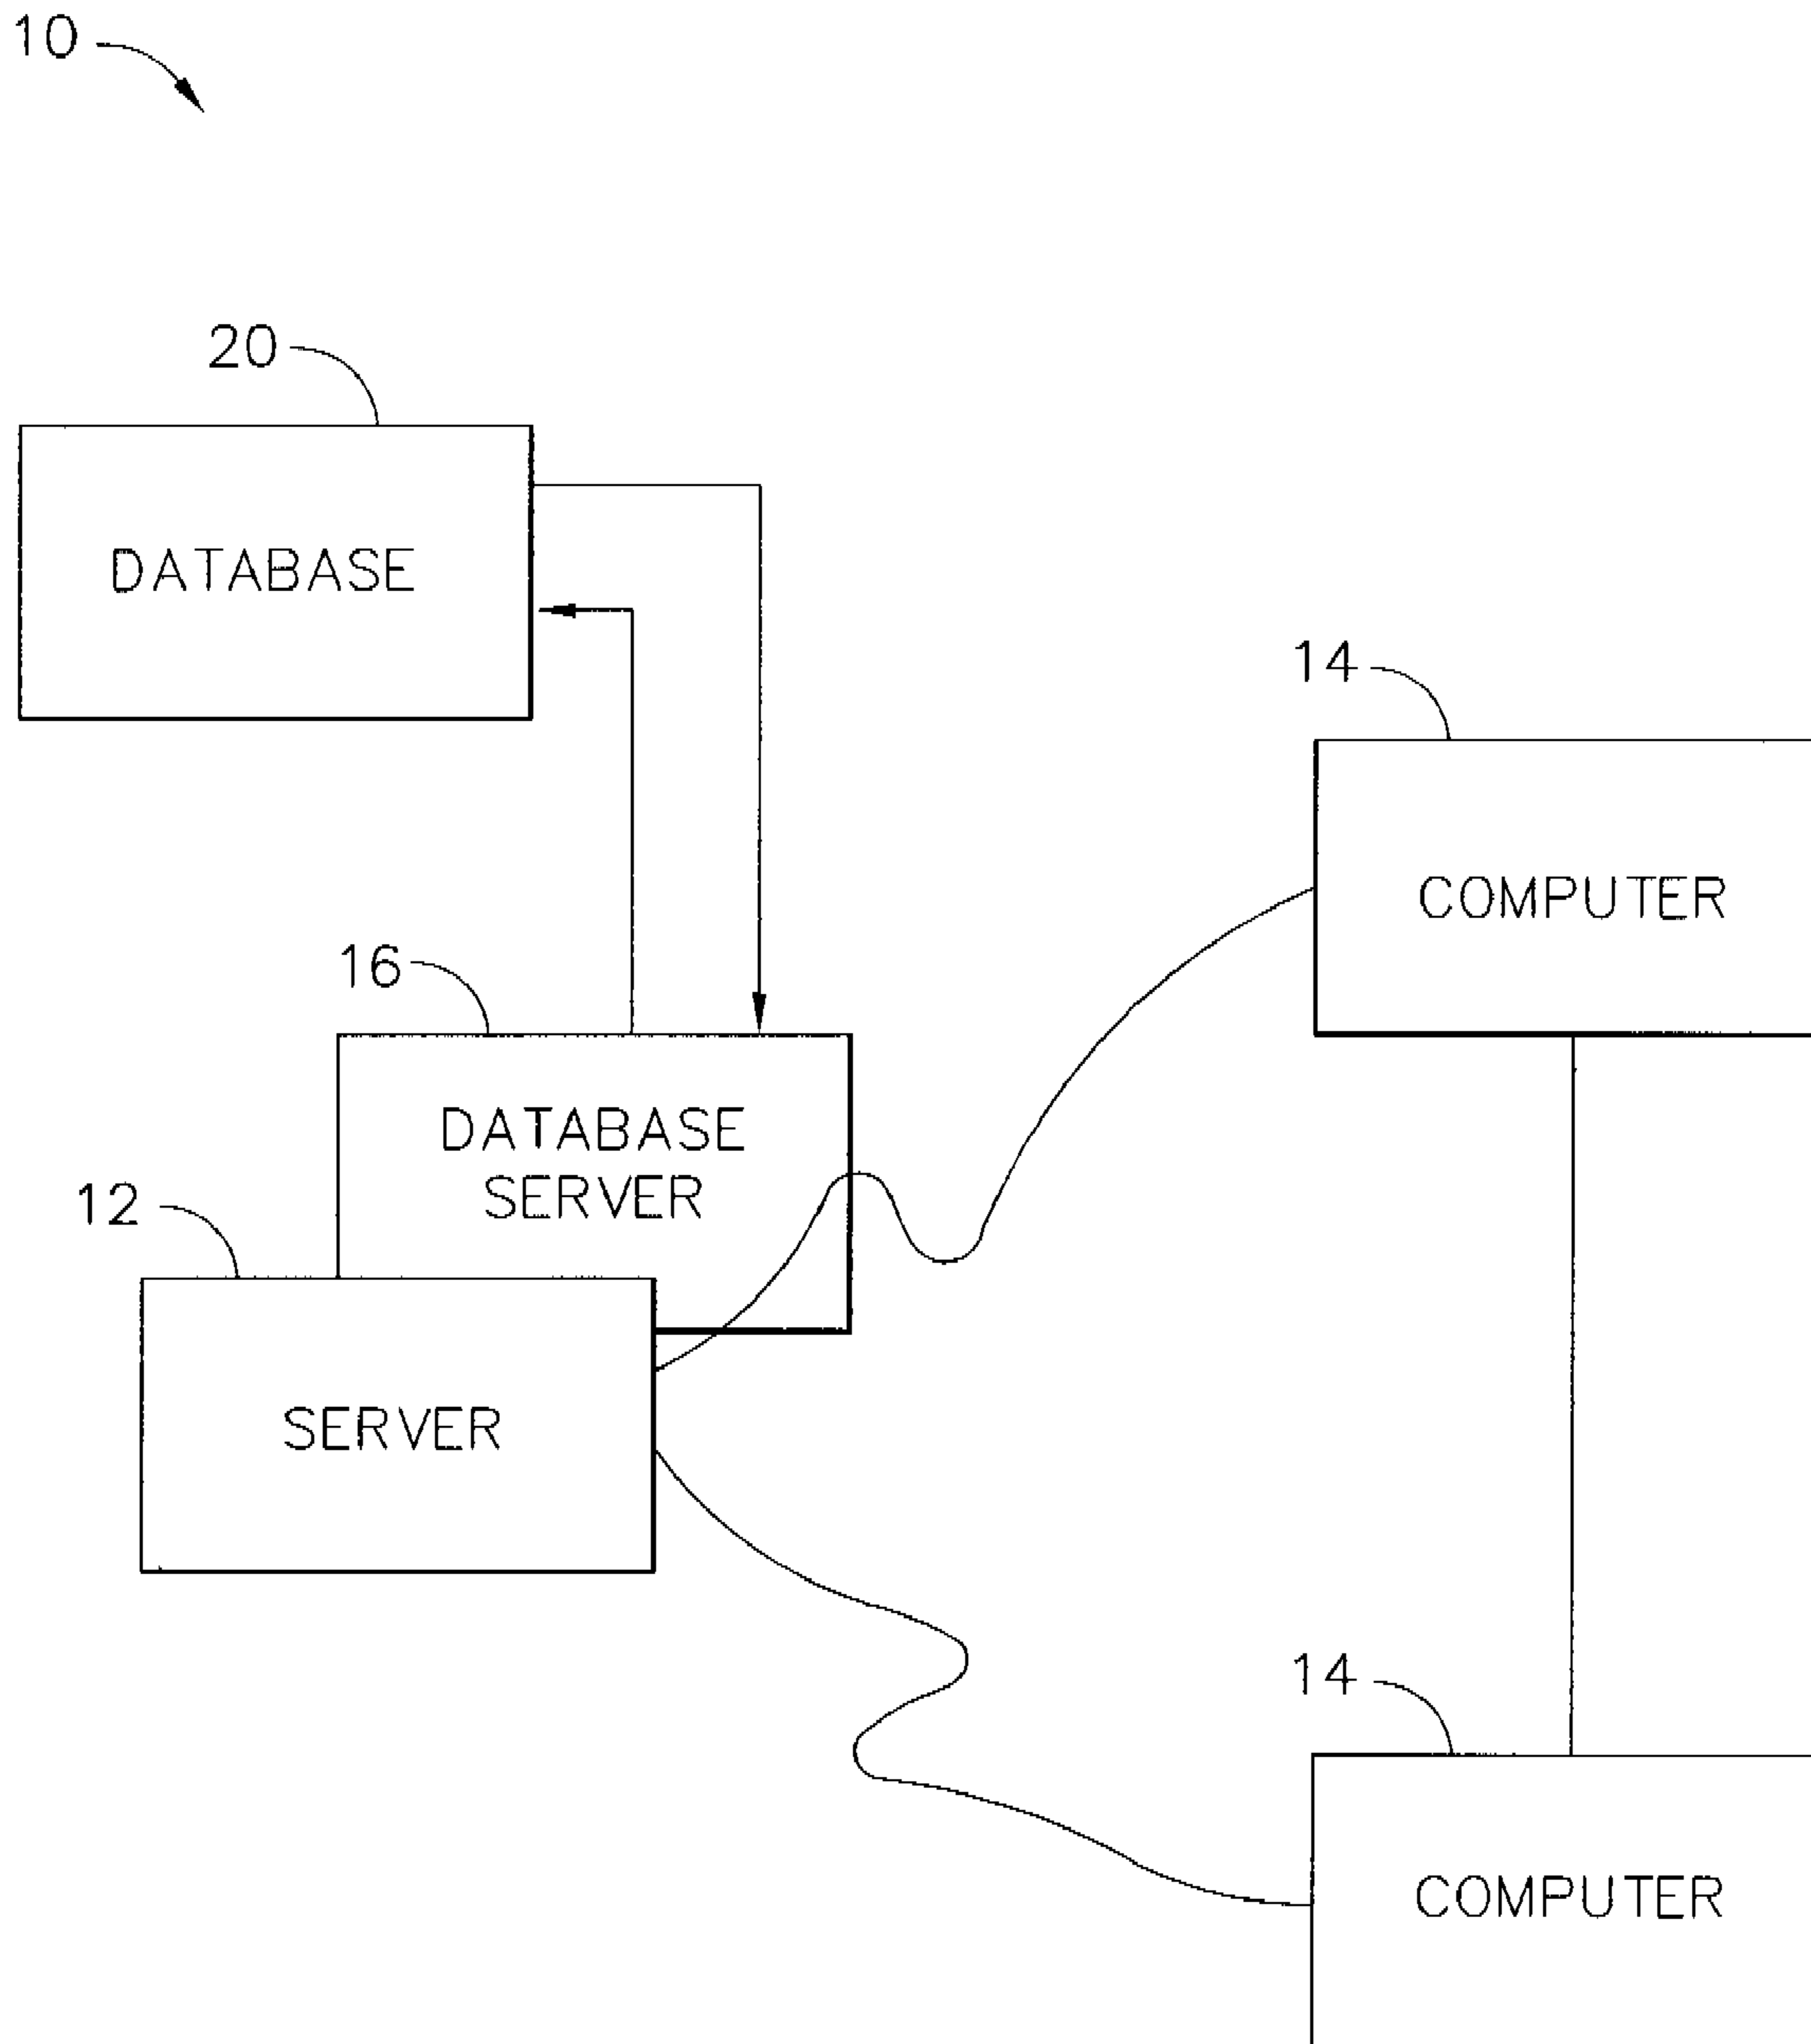 10
20
DATABASE
14
COMPUTER
16
DATABASE
SERVER
12
SERVER
14
COMPUTER